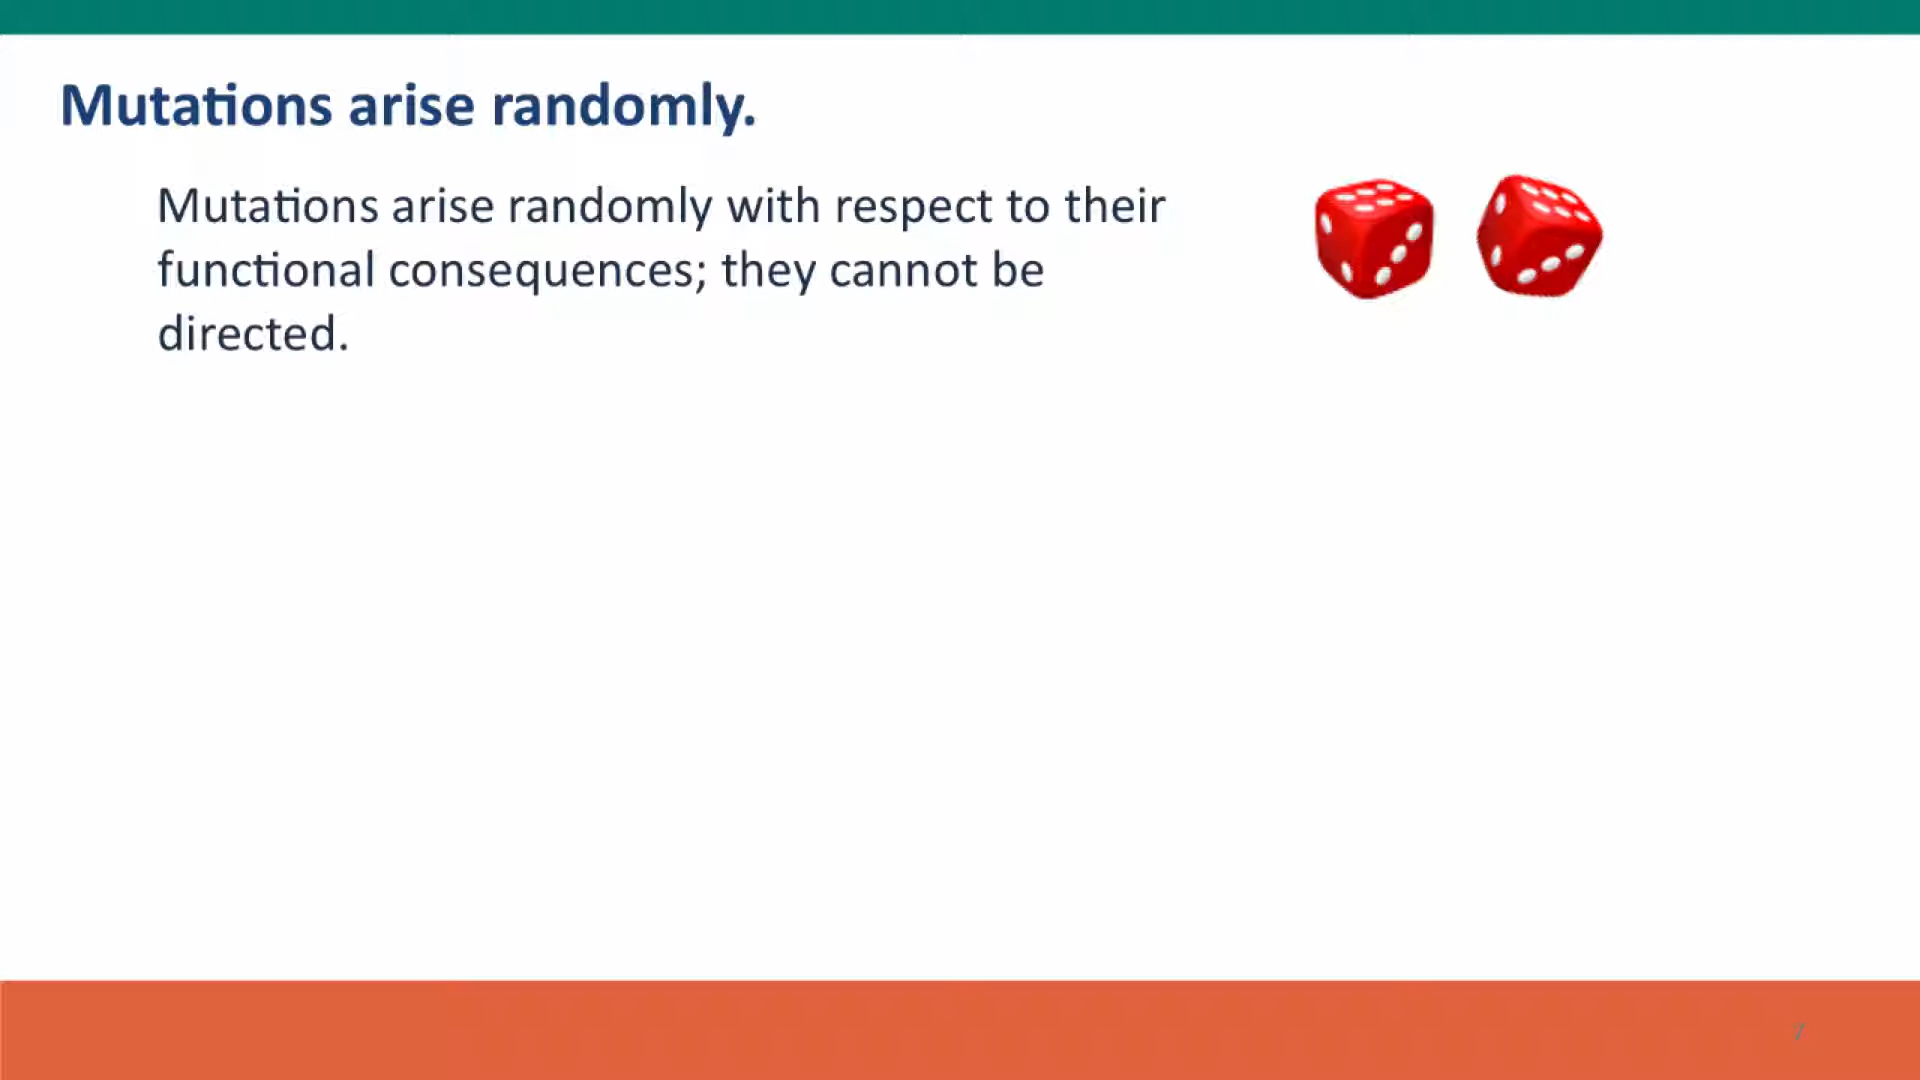 Mutations arise randomly.
Mutations arise randomly with respect to their
functional consequences; they cannot be
directed.
7